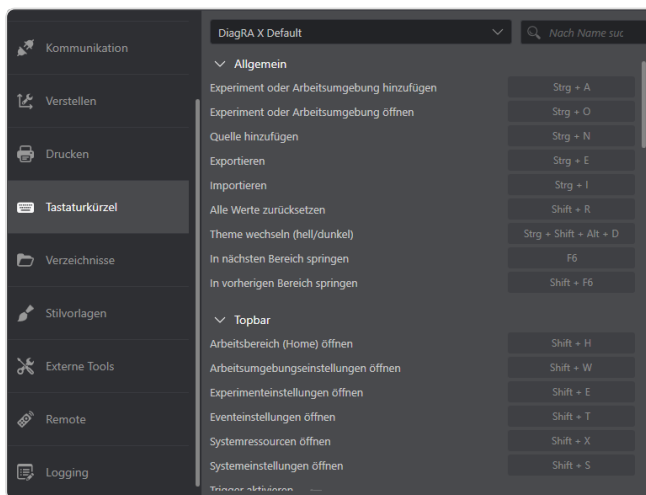 DiagRA X Default
Nach Name suc
Kommunikation
Verstellen
Drucken
Tastaturkürzel
Verzeichnisse
Stilvorlagen
Externe Tools
Remote
Logging
Allgemein
Experiment oder Arbeitsumgebung hinzufügen Strg + A
Experiment oder Arbeitsumgebung öffnen Strg + O
Quelle hinzufügen Strg + N
Exportieren Strg + E
Importieren Strg + I
Alle Werte zurücksetzen Shift + R
Theme wechseln (hell/dunkel) Strg + Shift + Alt + D
In nächsten Bereich springen F6
In vorherigen Bereich springen Shift + F6
Topbar
Arbeitsbereich (Home) öffnen Shift + H
Arbeitsumgebungseinstellungen öffnen Shift + W
Experimenteinstellungen öffnen Shift + E
Eventeinstellungen öffnen Shift + T
Systemressourcen öffnen Shift + X
Systemeinstellungen öffnen Shift + S
Trigger aktivieren